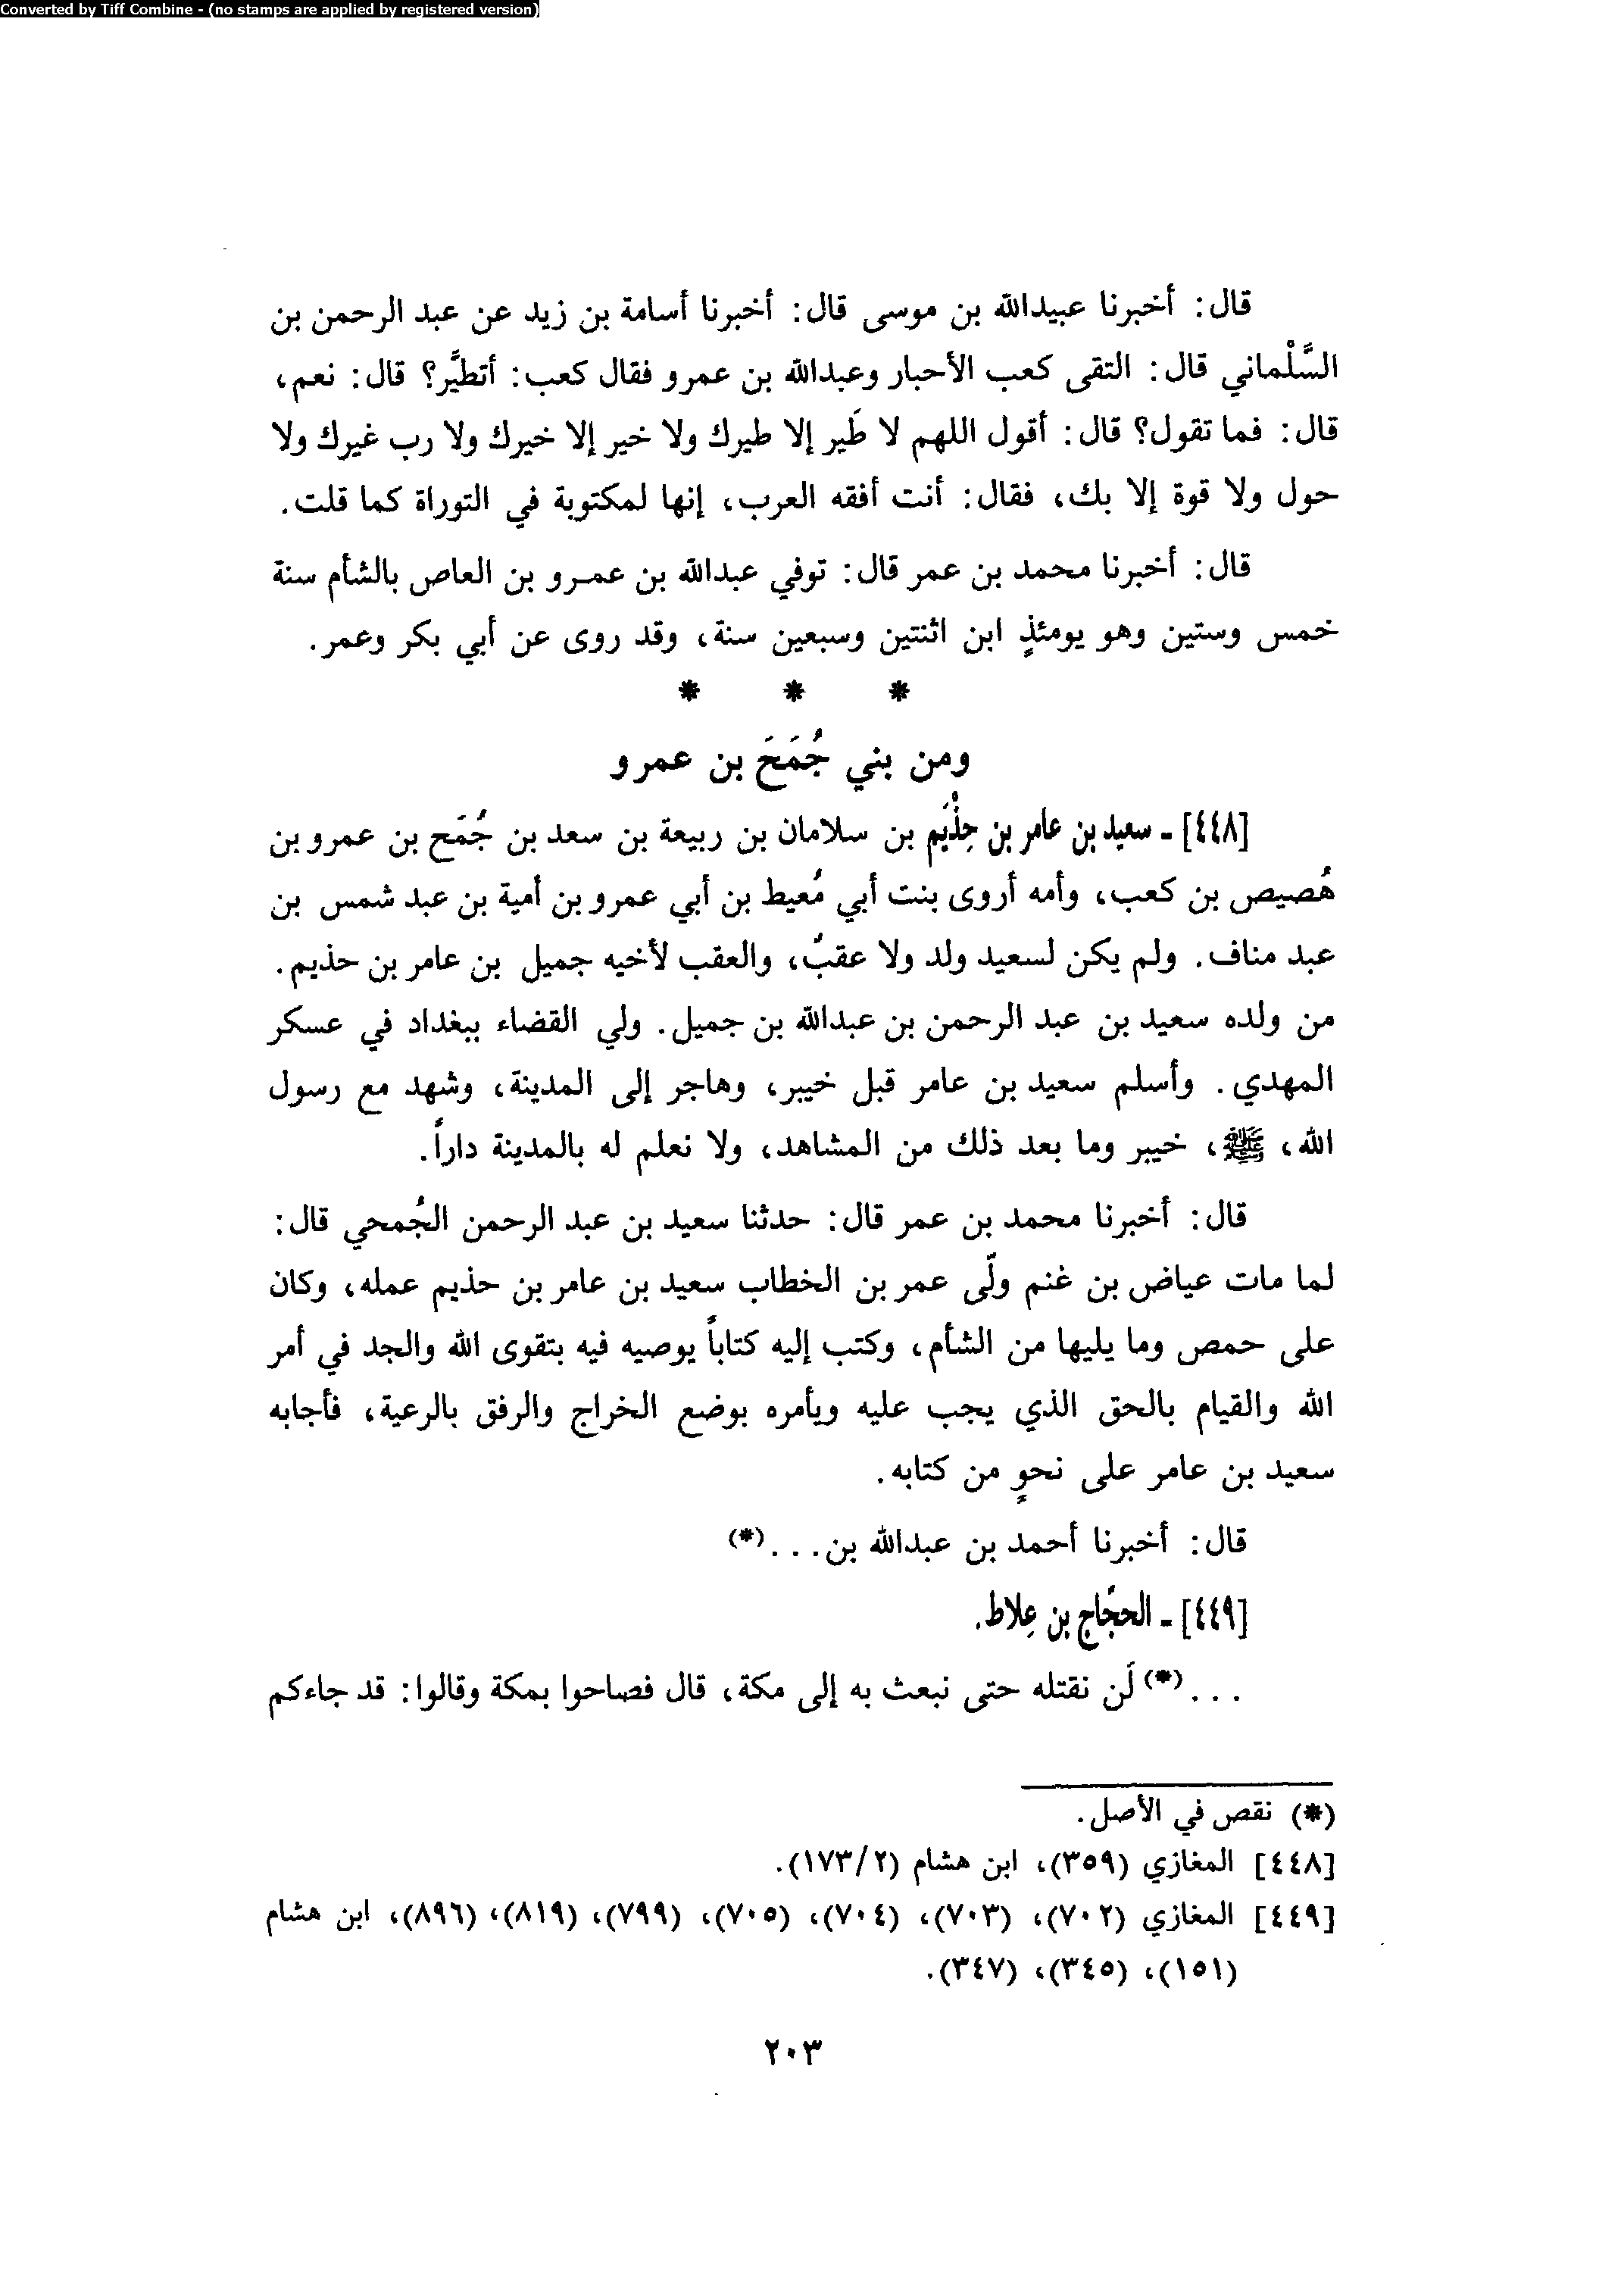 Converted by Tiff Combine - (no stamps are applied by registered version)
قال: أخبرنا عبيدالله بن موسى قال: أخبرنا أسامة بن زيد عن عبد الرحمن بن
السَّلْماني قال: التقى كعب الأحبار وعبدالله بن عمرو فقال كعب: أتطيَّر؟ قال: نعم،
قال: فما تقول؟ قال: أقول اللهم لا طَير إلا طيرك ولا خير إلا خيرك ولا رب غيرك ولا
حول ولا قوة إلا بك، فقال: أنت أفقه العرب، إنها لمكتوبة في التوراة كما قلت.
قال: أخبرنا محمد بن عمر قال: توفي عبدالله بن عمرو بن العاص بالشأم سنة
خمس وستين وهو يومئذٍ ابن اثنتين وسبعين سنة، وقد روى عن أبي بكر وعمر.
* * *
ومن بني جُمَحَ بن عمرو
[٤٤٨] - سعيد بن عامر بن حِذْيَم بن سلامان بن ربيعة بن سعد بن جُمَح بن عمرو بن
هُصيص بن كعب، وأمه أروى بنت أبي مُعيط بن أبي عمرو بن أمية بن عبد شمس بن
عبد مناف. ولم يكن لسعيد ولد ولا عقبٌ، والعقب لأخيه جميل بن عامر بن حذيم.
من ولده سعيد بن عبد الرحمن بن عبدالله بن جميل. ولي القضاء ببغداد في عسكر
المهدي. وأسلم سعيد بن عامر قبل خيبر، وهاجر إلى المدينة، وشهد مع رسول
الله، ﷺ، خيبر وما بعد ذلك من المشاهد، ولا نعلم له بالمدينة داراً.
قال: أخبرنا محمد بن عمر قال: حدثنا سعيد بن عبد الرحمن الجُمحي قال:
لما مات عياض بن غنم ولّى عمر بن الخطاب سعيد بن عامر بن حذيم عمله، وكان
على حمص وما يليها من الشأم، وكتب إليه كتاباً يوصيه فيه بتقوى الله والجد في أمر
الله والقيام بالحق الذي يجب عليه ويأمره بوضع الخراج والرفق بالرعية، فأجابه
سعيد بن عامر على نحوٍ من كتابه.
قال: أخبرنا أحمد بن عبدالله بن...(*)
[٤٤٩] - الحجّاج بن عِلاط.
...(*) لَن نقتله حتى نبعث به إلى مكة، قال فصاحوا بمكة وقالوا: قد جاءكم
(*) نقص في الأصل.
[٤٤٨] المغازي (٣٥٩)، ابن هشام (١٧٣/٢).
[٤٤٩] المغازي (٧٠٢)، (٧٠٣)، (٧٠٤)، (٧٠٥)، (٧٩٩)، (٨١٩)، (٨٩٦)، ابن هشام
(١٥١)، (٣٤٥)، (٣٤٧).
٢٠٣